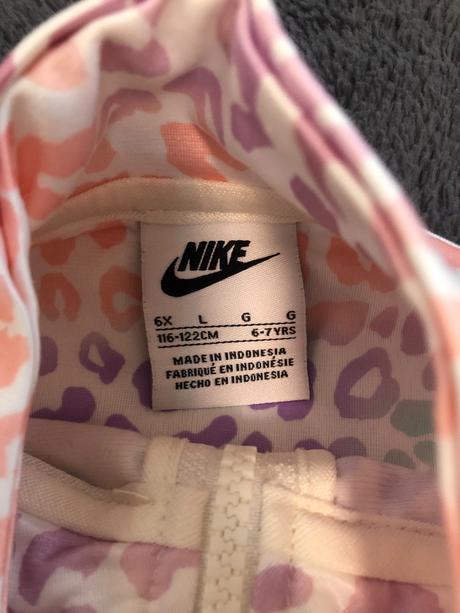 NIKE
6X L G G
116-122CM 6-7YRS
MADE IN INDONESIA
FABRIQUÉ EN INDONÉSIE
HECHO EN INDONESIA